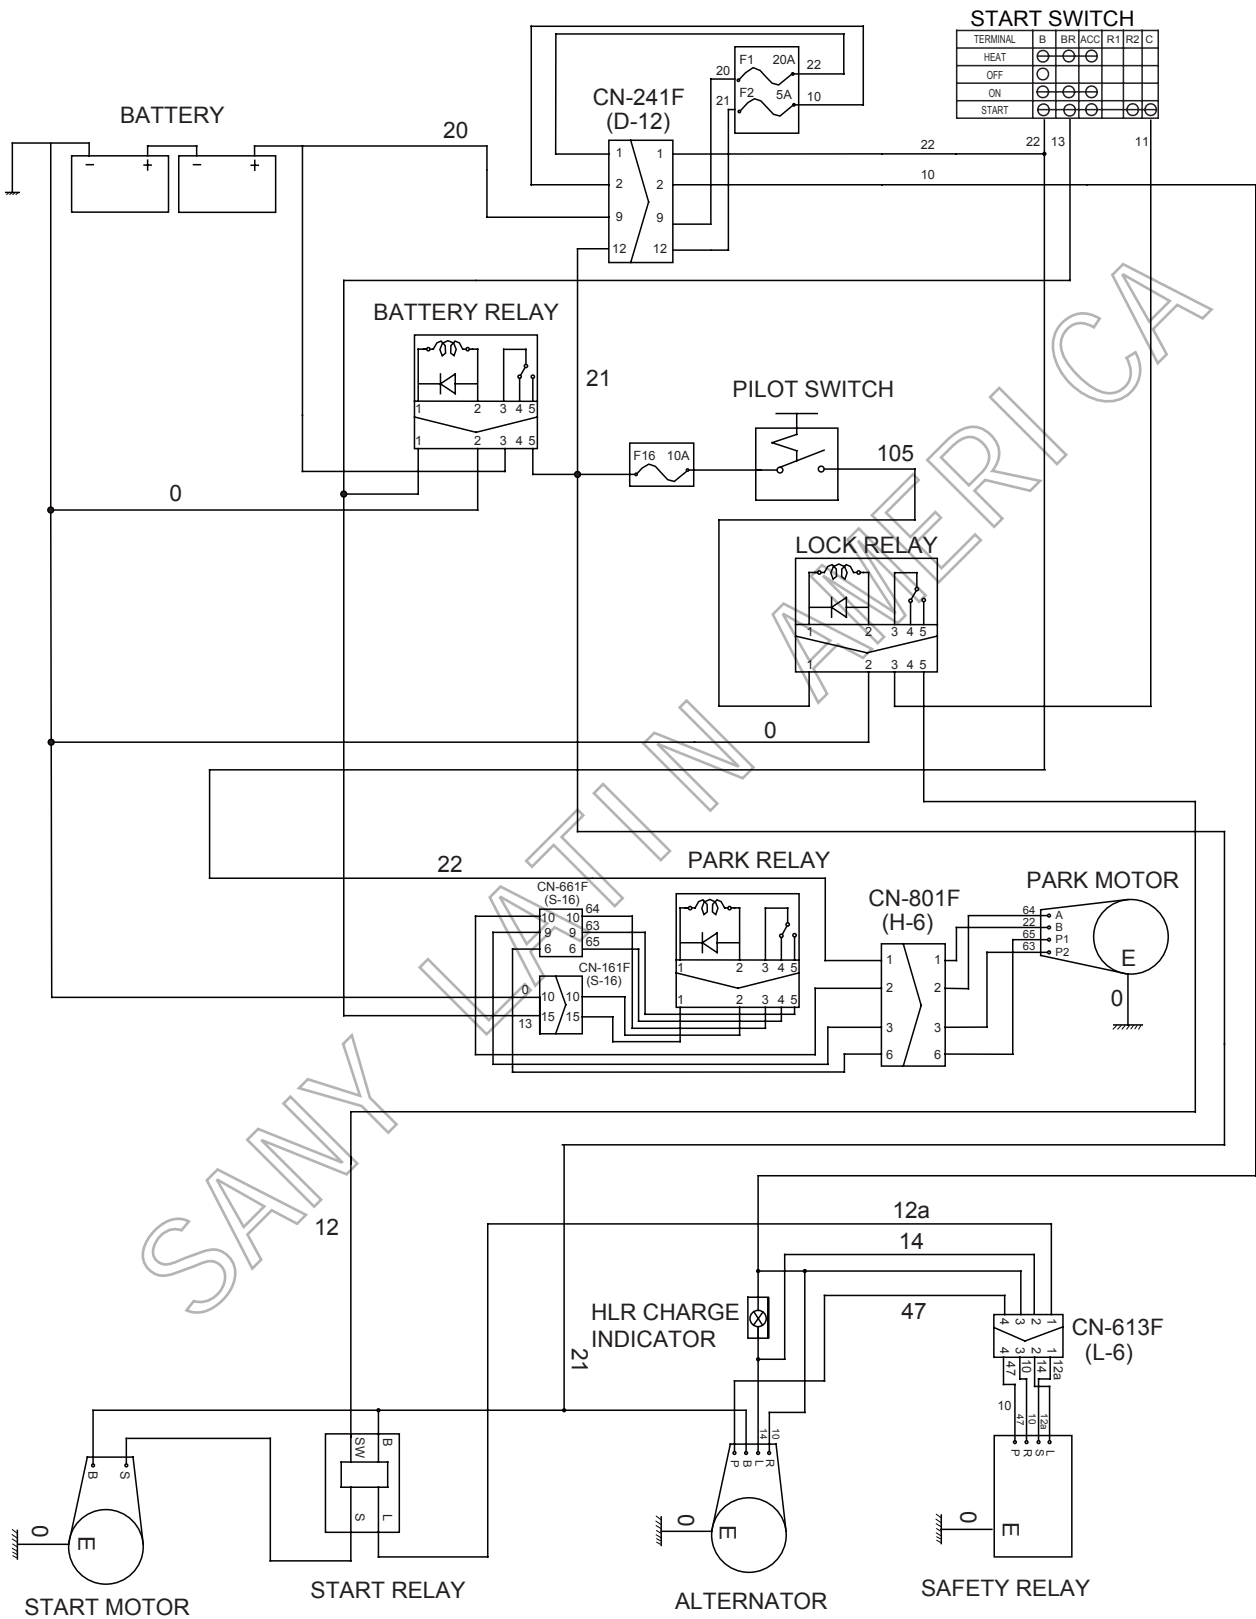 START SWITCH
TERMINAL B BR ACC R1 R2 C
HEAT
OFF
ON
START
22 13 11
F1 20A
20 22
F2 5A
21 10
CN-241F
(D-12)
BATTERY
20
- + - +
1 1
2 2
9 9
12 12
22
10
BATTERY RELAY
1 2 3 4 5
1 2 3 4 5
21
PILOT SWITCH
F16 10A
105
0
LOCK RELAY
1 2 3 4 5
1 2 3 4 5
0
22
PARK RELAY
1 2 3 4 5
1 2 3 4 5
CN-661F
(S-16)
10 10 64
9 9 63
6 6 65
CN-161F
(S-16)
0 10 10
13 15 15
CN-801F
(H-6)
1 1
2 2
3 3
6 6
PARK MOTOR
64 A
22 B
65 P1
63 P2
E
0
SANY LATIN AMERICA
12
12a
14
47
HLR CHARGE
INDICATOR
21
4 3 2 1
4 3 2 1
CN-613F
(L-6)
47 10 14 12a
10 47 10 12a
P R S L
E
0
SAFETY RELAY
14 10
P B L R
E
0
ALTERNATOR
SW B
S L
START RELAY
B S
E
0
START MOTOR